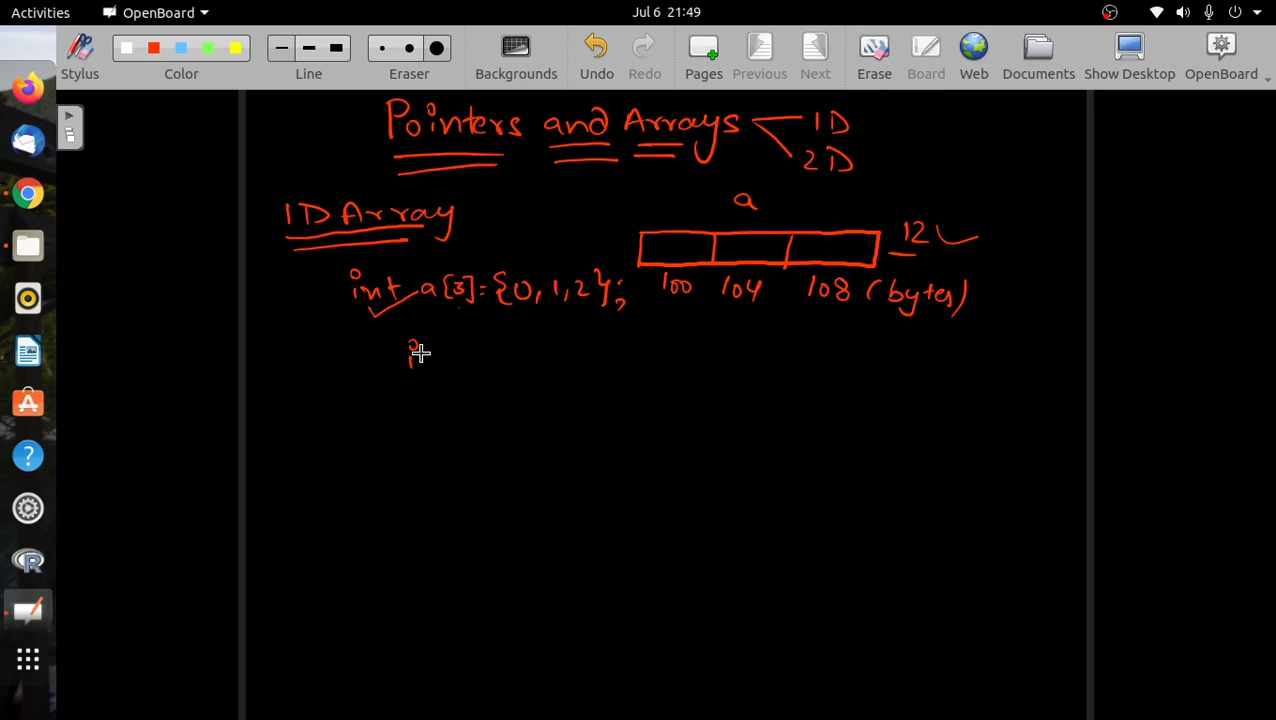 Activities OpenBoard Jul 6 21:49
Stylus Color Line Eraser Backgrounds Undo Redo Pages Previous Next Erase Board Web Documents Show Desktop OpenBoard
Pointers and Arrays 1D
2D
1D Array
a
12
int a[3]={0,1,2};
100 104 108 (bytes)
i